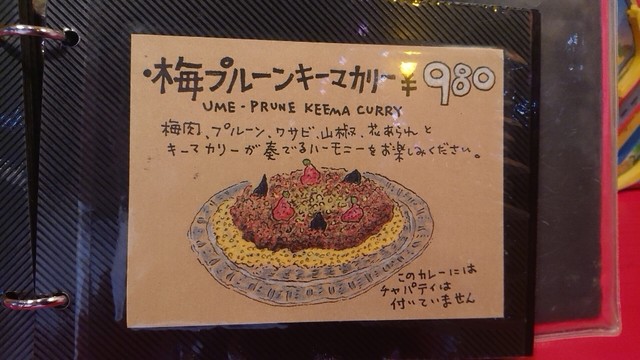 ・梅プルーンキーマカリー ¥980
UME-PRUNE KEEMA CURRY
梅肉、プルーン、ワサビ、山椒、花あられと
キーマカリーが奏でるハーモニーをお楽しみください。
このカレーには
チャパティは
付いていません